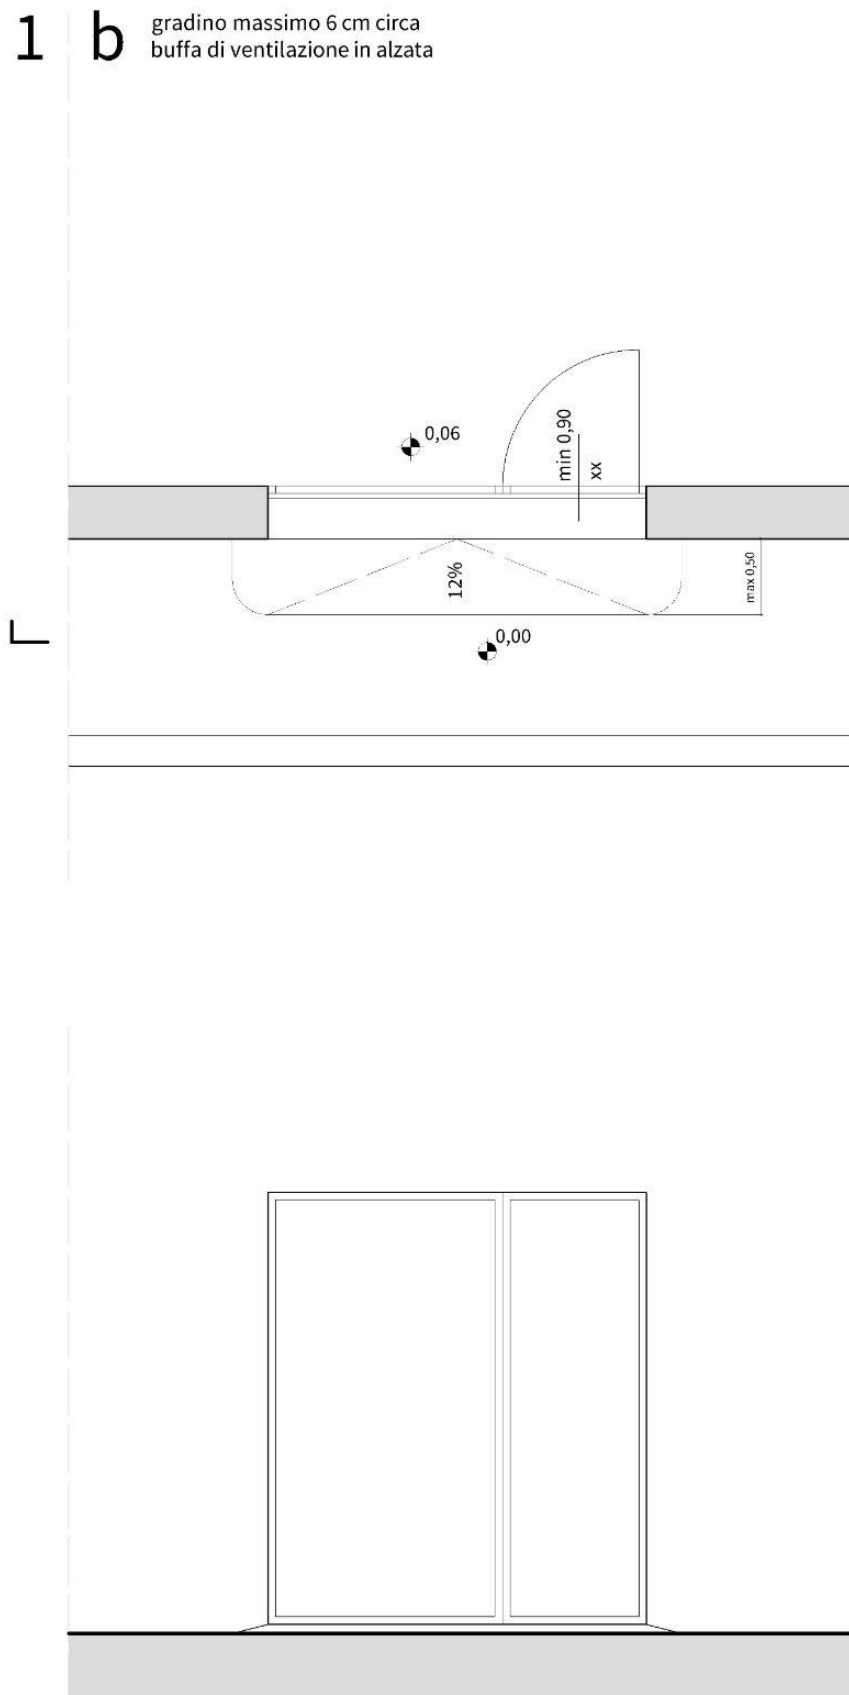 1 b gradino massimo 6 cm circa
buffa di ventilazione in alzata
0,06
min 0,90
xx
12%
max 0,50
0,00